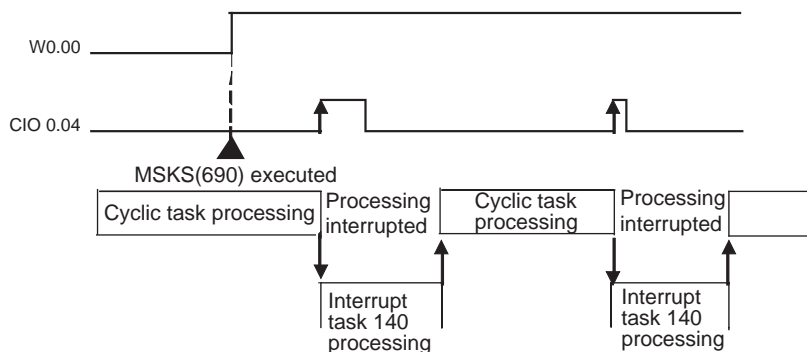 W0.00
CIO 0.04
MSKS(690) executed
Cyclic task processing
Processing
interrupted
Cyclic task
processing
Processing
interrupted
Interrupt
task 140
processing
Interrupt
task 140
processing